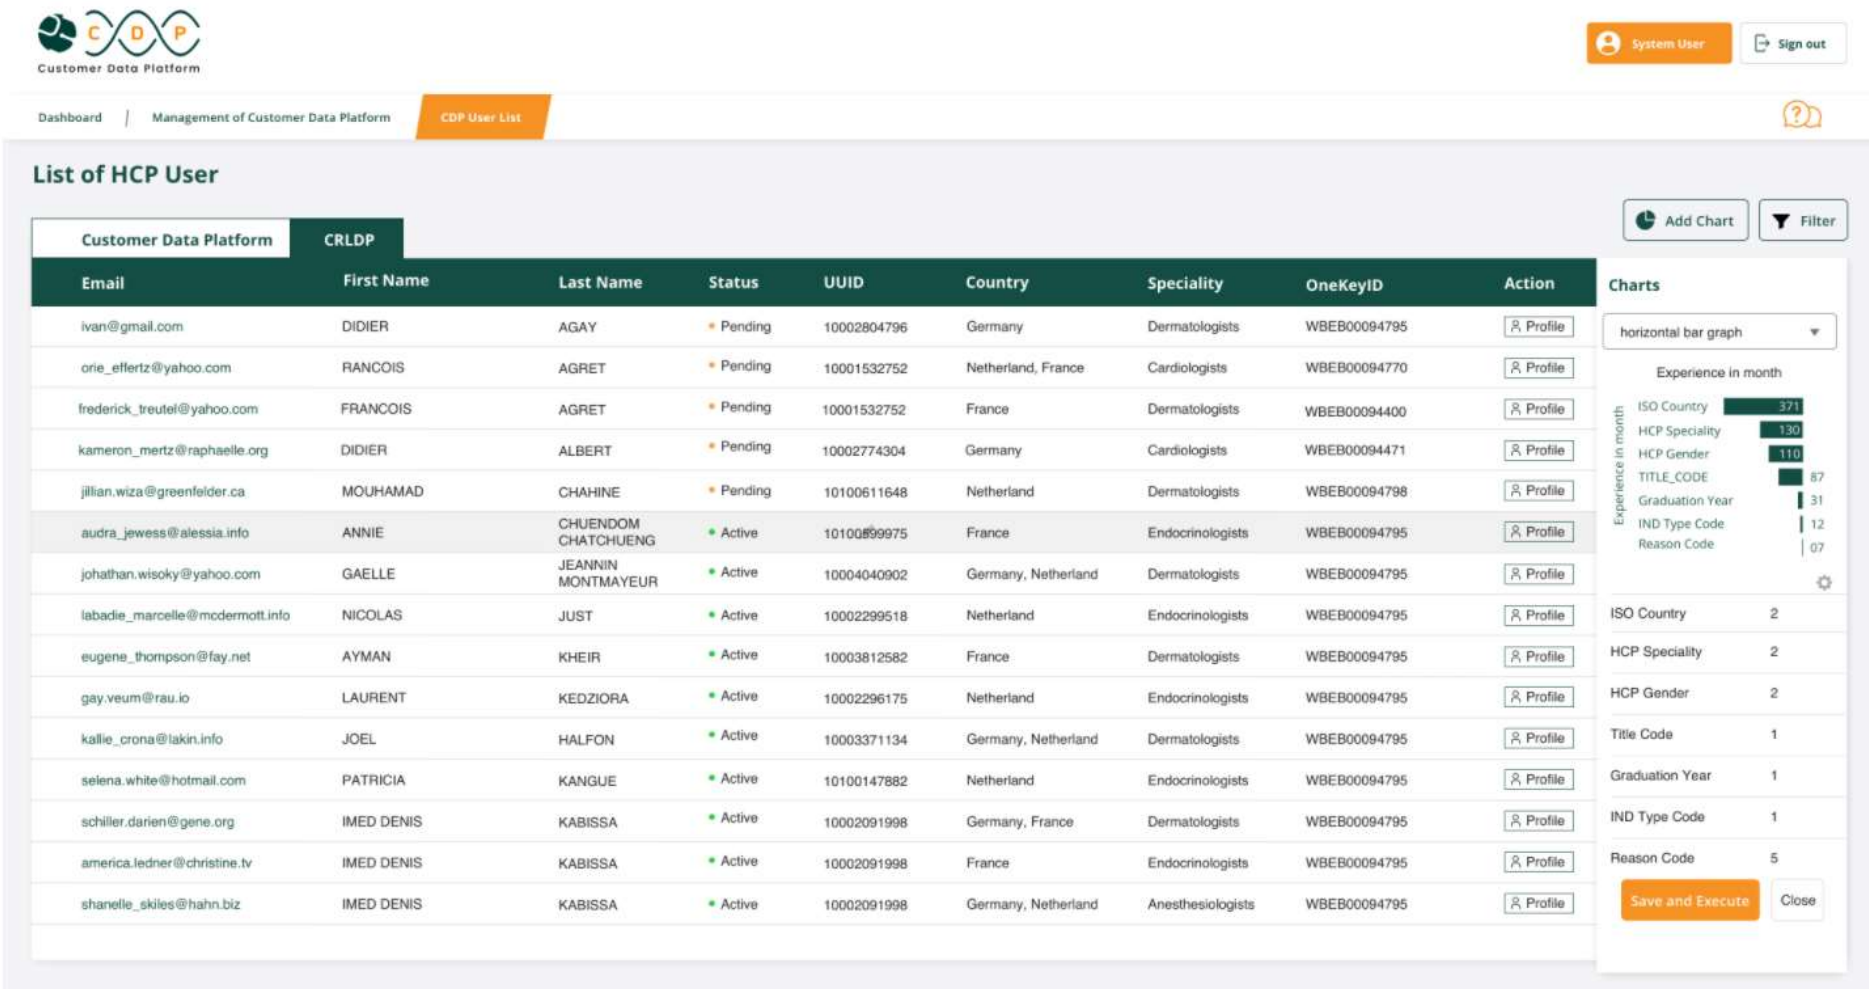 C D P
Customer Data Platform
System User
Sign out
Dashboard | Management of Customer Data Platform CDP User List
List of HCP User
Add Chart Filter
Customer Data Platform CRLDP
Email First Name Last Name Status UUID Country Speciality OneKeyID Action
ivan@gmail.com DIDIER AGAY Pending 10002804796 Germany Dermatologists WBEB00094795 Profile
orie_effertz@yahoo.com RANCOIS AGRET Pending 10001532752 Netherland, France Cardiologists WBEB00094770 Profile
frederick_treutel@yahoo.com FRANCOIS AGRET Pending 10001532752 France Dermatologists WBEB00094400 Profile
kameron_mertz@raphaelle.org DIDIER ALBERT Pending 10002774304 Germany Cardiologists WBEB00094471 Profile
jillian.wiza@greenfelder.ca MOUHAMAD CHAHINE Pending 10100611648 Netherland Dermatologists WBEB00094798 Profile
audra_jewess@alessia.info ANNIE CHUENDOM CHATCHUENG Active 10100899975 France Endocrinologists WBEB00094795 Profile
johathan.wisoky@yahoo.com GAELLE JEANNIN MONTMAYEUR Active 10004040902 Germany, Netherland Dermatologists WBEB00094795 Profile
labadie_marcelle@mcdermott.info NICOLAS JUST Active 10002299518 Netherland Endocrinologists WBEB00094795 Profile
eugene_thompson@fay.net AYMAN KHEIR Active 10003812582 France Dermatologists WBEB00094795 Profile
gay.veum@rau.io LAURENT KEDZIORA Active 10002296175 Netherland Endocrinologists WBEB00094795 Profile
kallie_crona@lakin.info JOEL HALFON Active 10003371134 Germany, Netherland Dermatologists WBEB00094795 Profile
selena.white@hotmail.com PATRICIA KANGUE Active 10100147882 Netherland Endocrinologists WBEB00094795 Profile
schiller.darien@gene.org IMED DENIS KABISSA Active 10002091998 Germany, France Dermatologists WBEB00094795 Profile
america.ledner@christine.tv IMED DENIS KABISSA Active 10002091998 France Endocrinologists WBEB00094795 Profile
shanelle_skiles@hahn.biz IMED DENIS KABISSA Active 10002091998 Germany, Netherland Anesthesiologists WBEB00094795 Profile
Charts
horizontal bar graph
Experience in month
Experience in month
ISO Country 371
HCP Speciality 130
HCP Gender 110
TITLE_CODE 87
Graduation Year 31
IND Type Code 12
Reason Code 07
ISO Country 2
HCP Speciality 2
HCP Gender 2
Title Code 1
Graduation Year 1
IND Type Code 1
Reason Code 5
Save and Execute Close